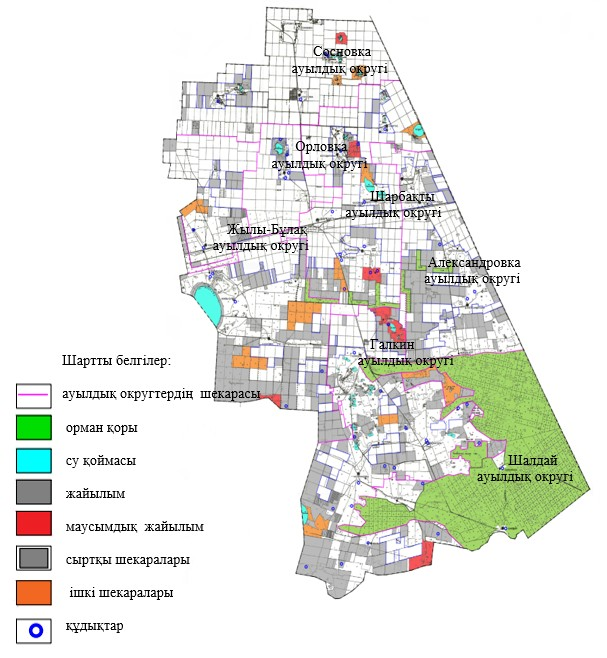 Сосновка
ауылдық округі
Орловқа
ауылдық округі
Шарбақты
ауылдық округі
Жылы-Бұлақ
ауылдық округі
Александровка
ауылдық округі
Галкин
ауылдық округі
Шалдай
ауылдық округі
Шартты белгілер:
ауылдық округтердің шекарасы
орман қоры
су қоймасы
жайылым
маусымдық жайылым
сыртқы шекаралары
ішкі шекаралары
құдықтар